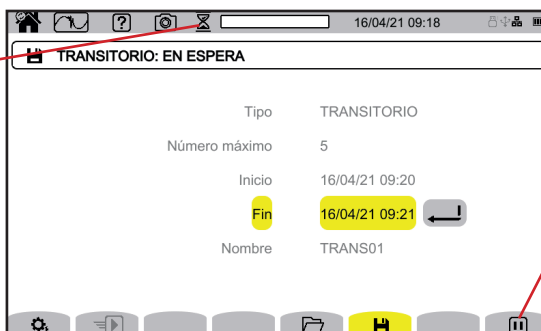 16/04/21 09:18
TRANSITORIO: EN ESPERA
Tipo TRANSITORIO
Número máximo 5
Inicio 16/04/21 09:20
Fin 16/04/21 09:21
Nombre TRANS01